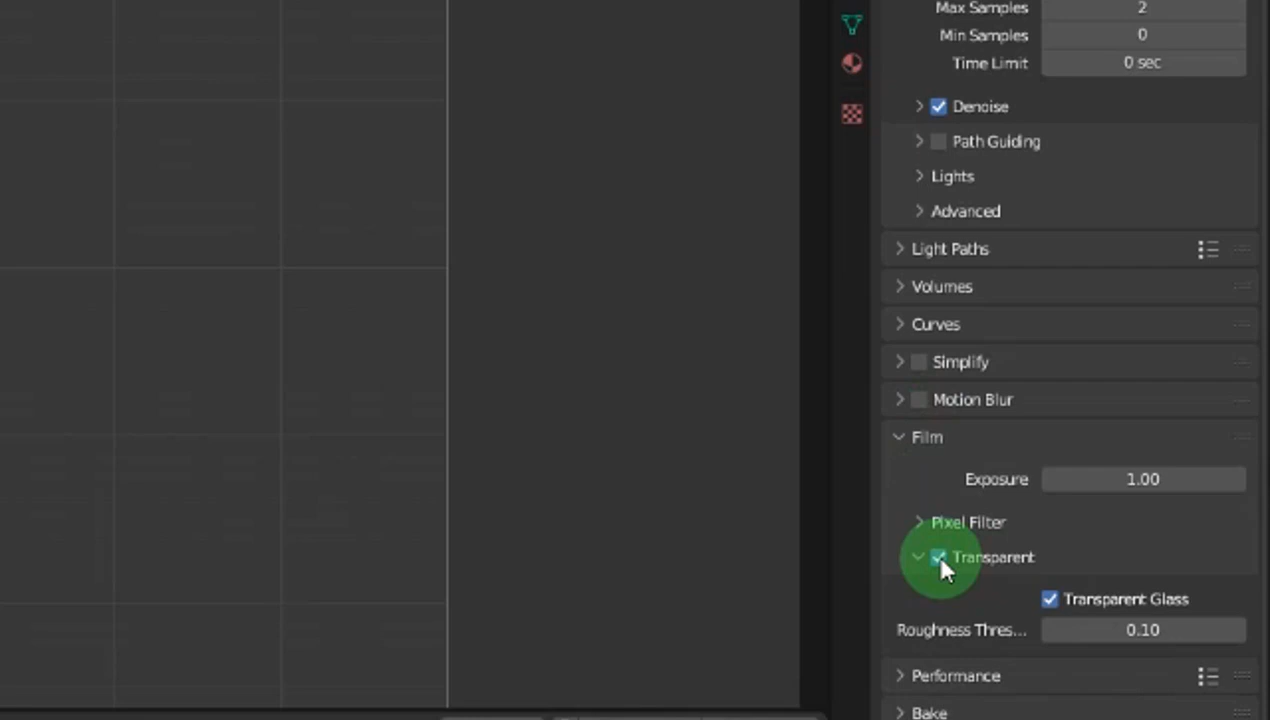 Max Samples 2
Min Samples 0
Time Limit 0 sec
Denoise
Path Guiding
Lights
Advanced
Light Paths
Volumes
Curves
Simplify
Motion Blur
Film
Exposure 1.00
Pixel Filter
Transparent
Transparent Glass
Roughness Thres... 0.10
Performance
Bake